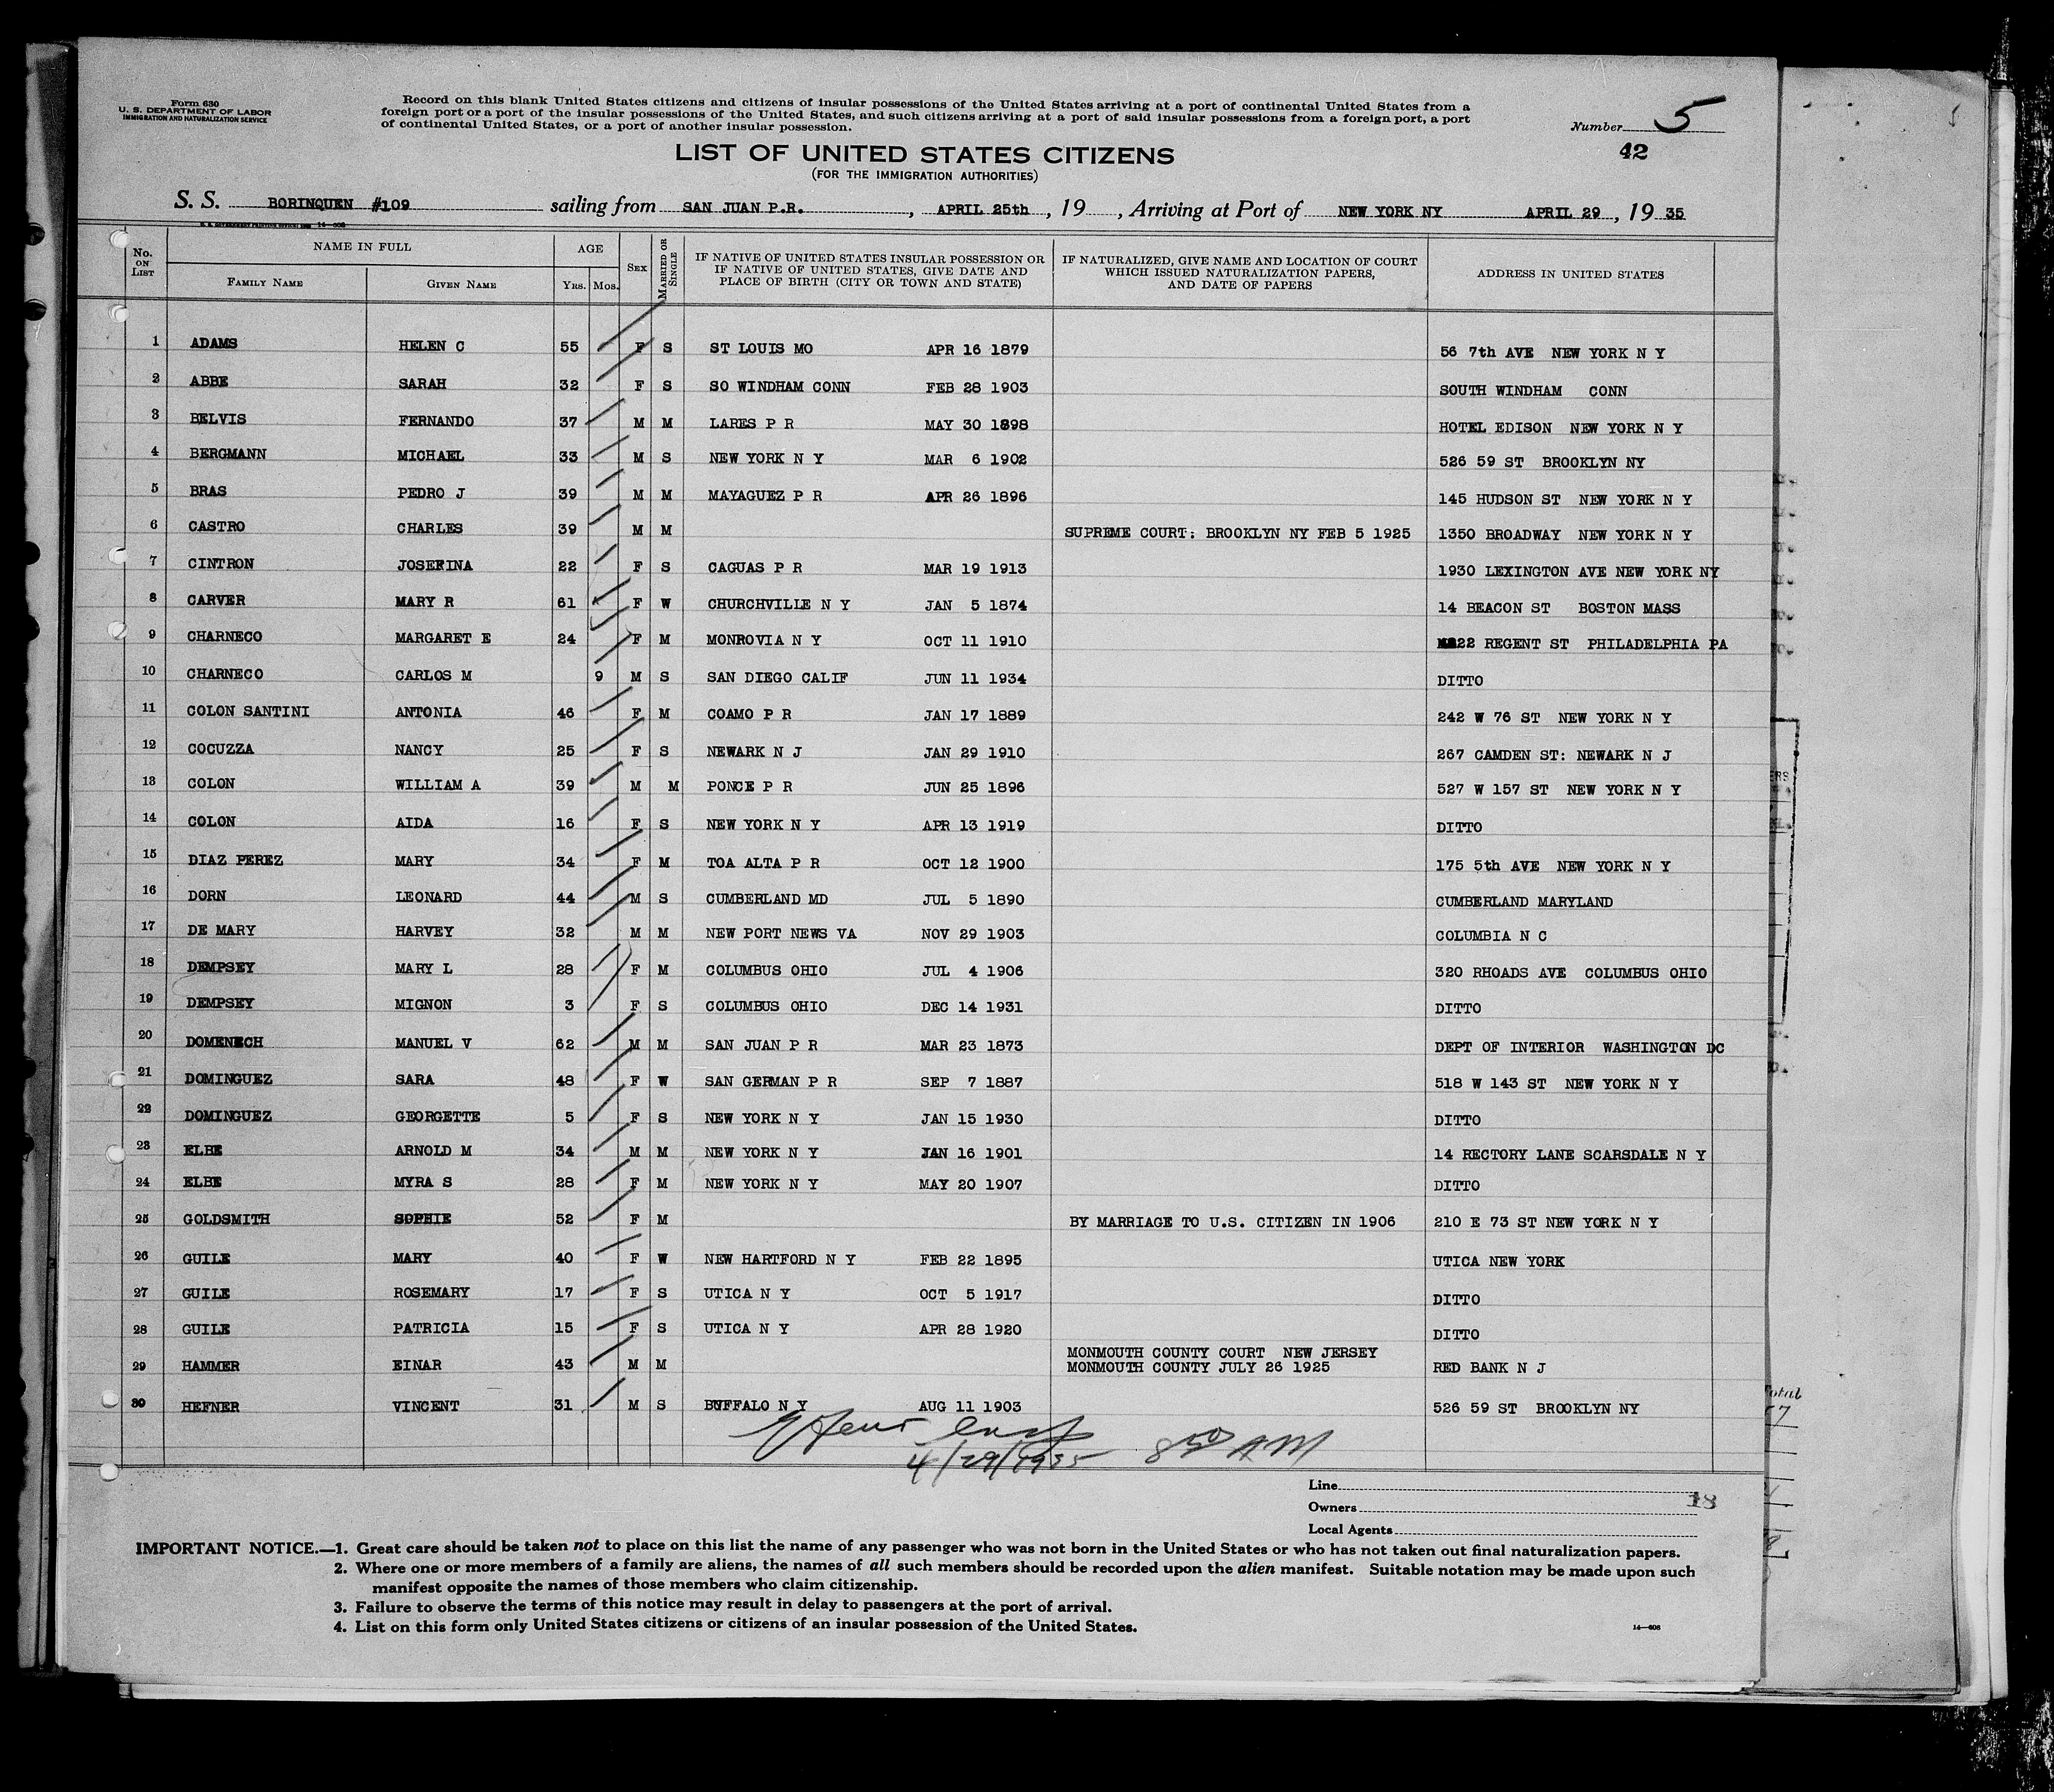 Form 630
U. S. DEPARTMENT OF LABOR
IMMIGRATION AND NATURALIZATION SERVICE
Record on this blank United States citizens and citizens of insular possessions of the United States arriving at a port of continental United States from a
foreign port or a port of the insular possessions of the United States, and such citizens arriving at a port of said insular possessions from a foreign port, a port
of continental United States, or a port of another insular possession.
Number 5
42
LIST OF UNITED STATES CITIZENS
(FOR THE IMMIGRATION AUTHORITIES)
S. S. BORINQUEN #109 sailing from SAN JUAN P.R. , APRIL 25th , 19 , Arriving at Port of NEW YORK NY APRIL 29 , 19 35
No. ON LIST NAME IN FULL FAMILY NAME GIVEN NAME AGE YRS. MOS. SEX MARRIED OR SINGLE IF NATIVE OF UNITED STATES INSULAR POSSESSION OR IF NATIVE OF UNITED STATES, GIVE DATE AND PLACE OF BIRTH (CITY OR TOWN AND STATE) IF NATURALIZED, GIVE NAME AND LOCATION OF COURT WHICH ISSUED NATURALIZATION PAPERS, AND DATE OF PAPERS ADDRESS IN UNITED STATES
1 ADAMS HELEN C 55 F S ST LOUIS MO APR 16 1879 56 7th AVE NEW YORK N Y
2 ABBE SARAH 32 F S SO WINDHAM CONN FEB 28 1903 SOUTH WINDHAM CONN
3 BELVIS FERNANDO 37 M M LARES P R MAY 30 1898 HOTEL EDISON NEW YORK N Y
4 BERGMANN MICHAEL 33 M S NEW YORK N Y MAR 6 1902 526 59 ST BROOKLYN NY
5 BRAS PEDRO J 39 M M MAYAGUEZ P R APR 26 1896 145 HUDSON ST NEW YORK N Y
6 CASTRO CHARLES 39 M M SUPREME COURT: BROOKLYN NY FEB 5 1925 1350 BROADWAY NEW YORK N Y
7 CINTRON JOSEFINA 22 F S CAGUAS P R MAR 19 1913 1930 LEXINGTON AVE NEW YORK NY
8 CARVER MARY R 61 F W CHURCHVILLE N Y JAN 5 1874 14 BEACON ST BOSTON MASS
9 CHARNECO MARGARET E 24 F M MONROVIA N Y OCT 11 1910 REGENT ST PHILADELPHIA PA
10 CHARNECO CARLOS M 9 M S SAN DIEGO CALIF JUN 11 1934 DITTO
11 COLON SANTINI ANTONIA 46 F M COAMO P R JAN 17 1889 242 W 76 ST NEW YORK N Y
12 COCUZZA NANCY 25 F S NEWARK N J JAN 29 1910 267 CAMDEN ST: NEWARK N J
13 COLON WILLIAM A 39 M M PONCE P R JUN 25 1896 527 W 157 ST NEW YORK N Y
14 COLON AIDA 16 F S NEW YORK N Y APR 13 1919 DITTO
15 DIAZ PEREZ MARY 34 F M TOA ALTA P R OCT 12 1900 175 5th AVE NEW YORK N Y
16 DORN LEONARD 44 M S CUMBERLAND MD JUL 5 1890 CUMBERLAND MARYLAND
17 DE MARY HARVEY 32 M M NEW PORT NEWS VA NOV 29 1903 COLUMBIA N C
18 DEMPSEY MARY L 28 F M COLUMBUS OHIO JUL 4 1906 320 RHOADS AVE COLUMBUS OHIO
19 DEMPSEY MIGNON 3 F S COLUMBUS OHIO DEC 14 1931 DITTO
20 DOMENECH MANUEL V 62 M M SAN JUAN P R MAR 23 1873 DEPT OF INTERIOR WASHINGTON DC
21 DOMINGUEZ SARA 48 F W SAN GERMAN P R SEP 7 1887 518 W 143 ST NEW YORK N Y
22 DOMINGUEZ GEORGETTE 5 F S NEW YORK N Y JAN 15 1930 DITTO
23 ELBE ARNOLD M 34 M M NEW YORK N Y JAN 16 1901 14 RECTORY LANE SCARSDALE N Y
24 ELBE MYRA S 28 F M NEW YORK N Y MAY 20 1907 DITTO
25 GOLDSMITH SOPHIE 52 F M BY MARRIAGE TO U.S. CITIZEN IN 1906 210 E 73 ST NEW YORK N Y
26 GUILE MARY 40 F W NEW HARTFORD N Y FEB 22 1895 UTICA NEW YORK
27 GUILE ROSEMARY 17 F S UTICA N Y OCT 5 1917 DITTO
28 GUILE PATRICIA 15 F S UTICA N Y APR 28 1920 DITTO
MONMOUTH COUNTY COURT NEW JERSEY
29 HAMMER EINAR 43 M M MONMOUTH COUNTY JULY 26 1925 RED BANK N J
30 HEFNER VINCENT 31 M S BUFFALO N Y AUG 11 1903 526 59 ST BROOKLYN NY
4/29/1935 8 50 AM
Line
Owners 18
Local Agents
IMPORTANT NOTICE.—1. Great care should be taken not to place on this list the name of any passenger who was not born in the United States or who has not taken out final naturalization papers.
2. Where one or more members of a family are aliens, the names of all such members should be recorded upon the alien manifest. Suitable notation may be made upon such
manifest opposite the names of those members who claim citizenship.
3. Failure to observe the terms of this notice may result in delay to passengers at the port of arrival.
4. List on this form only United States citizens or citizens of an insular possession of the United States.
14—608